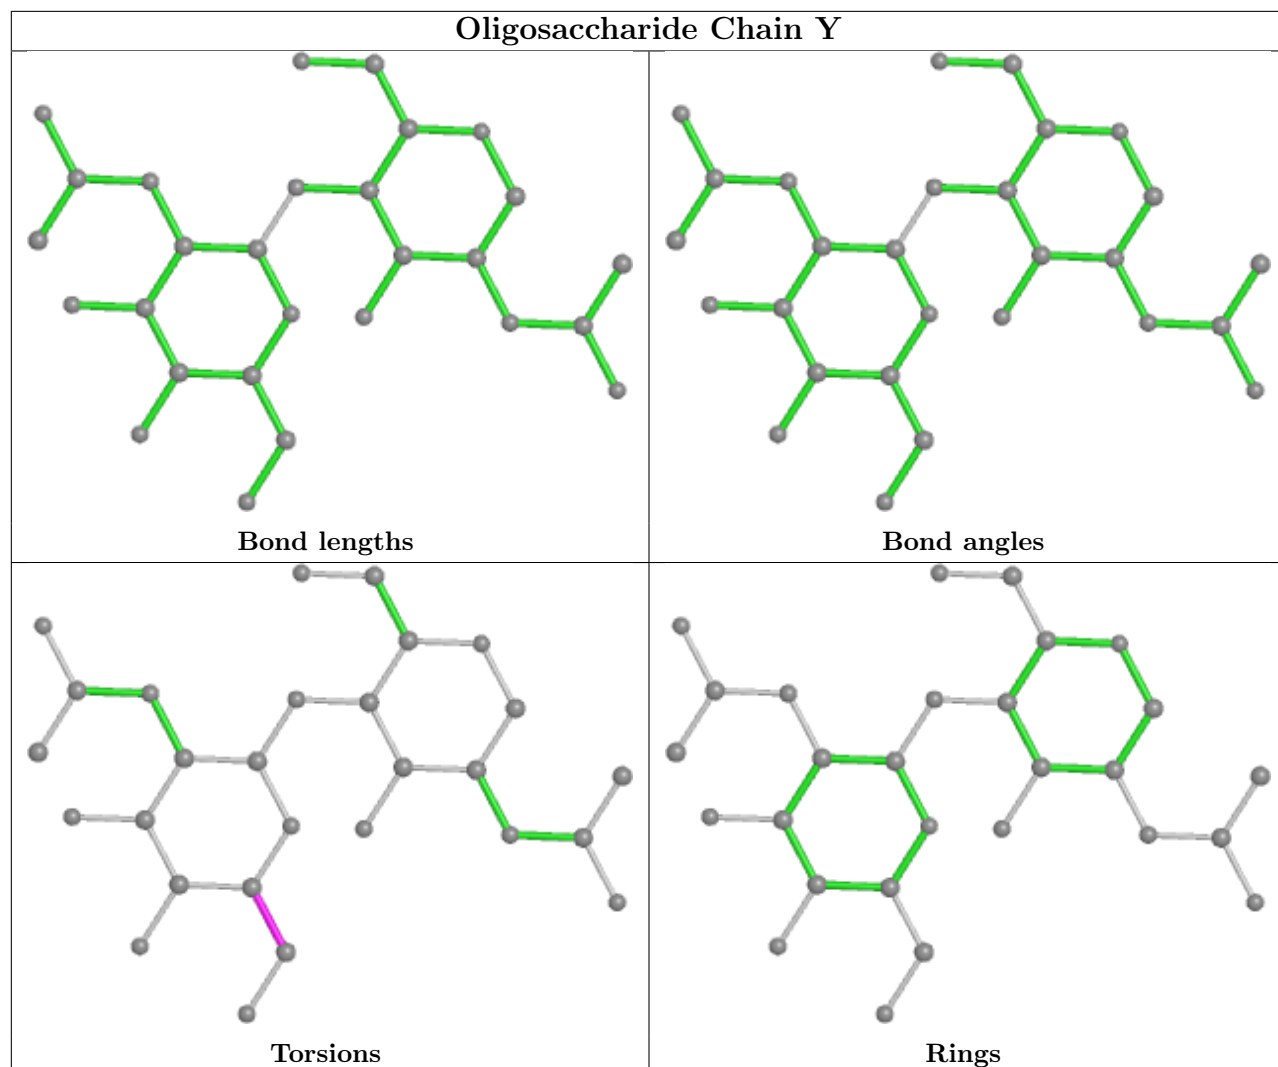 Oligosaccharide Chain Y
Bond lengths
Bond angles
Torsions
Rings